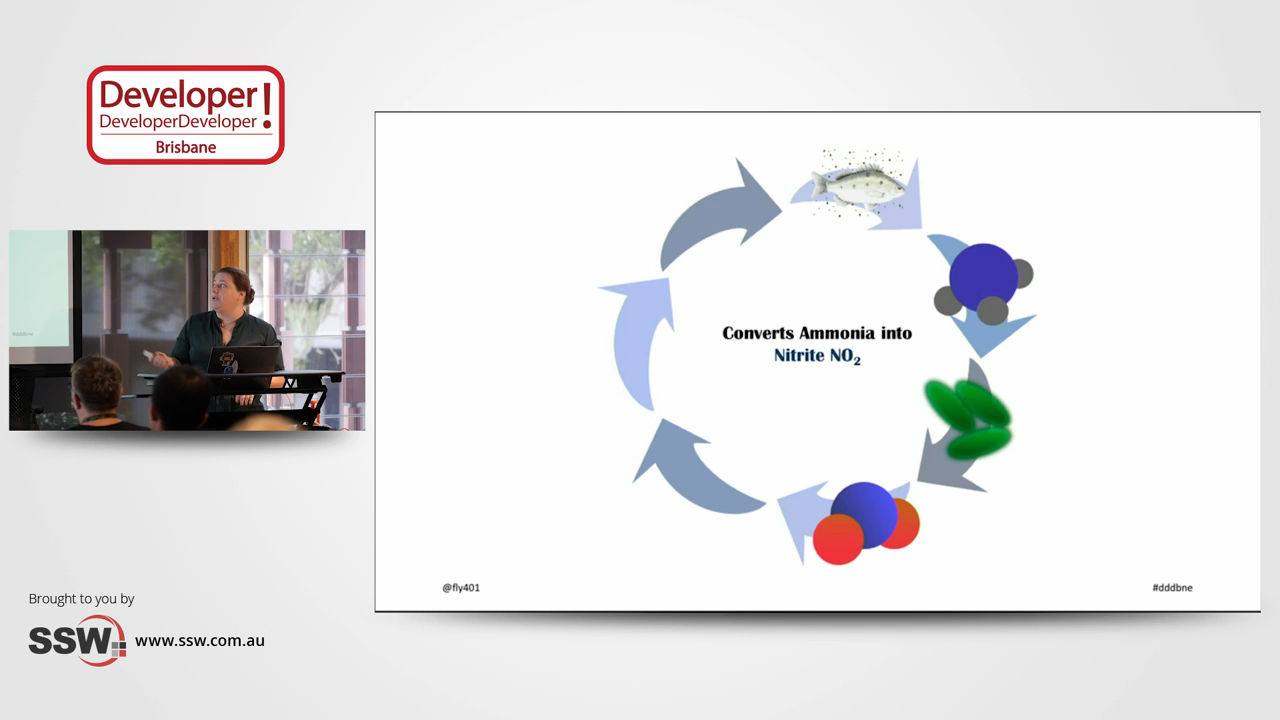 Developer!
DeveloperDeveloper
Brisbane
#dddbne
Converts Ammonia into
Nitrite NO₂
@fly401
#dddbne
Brought to you by
SSW
www.ssw.com.au